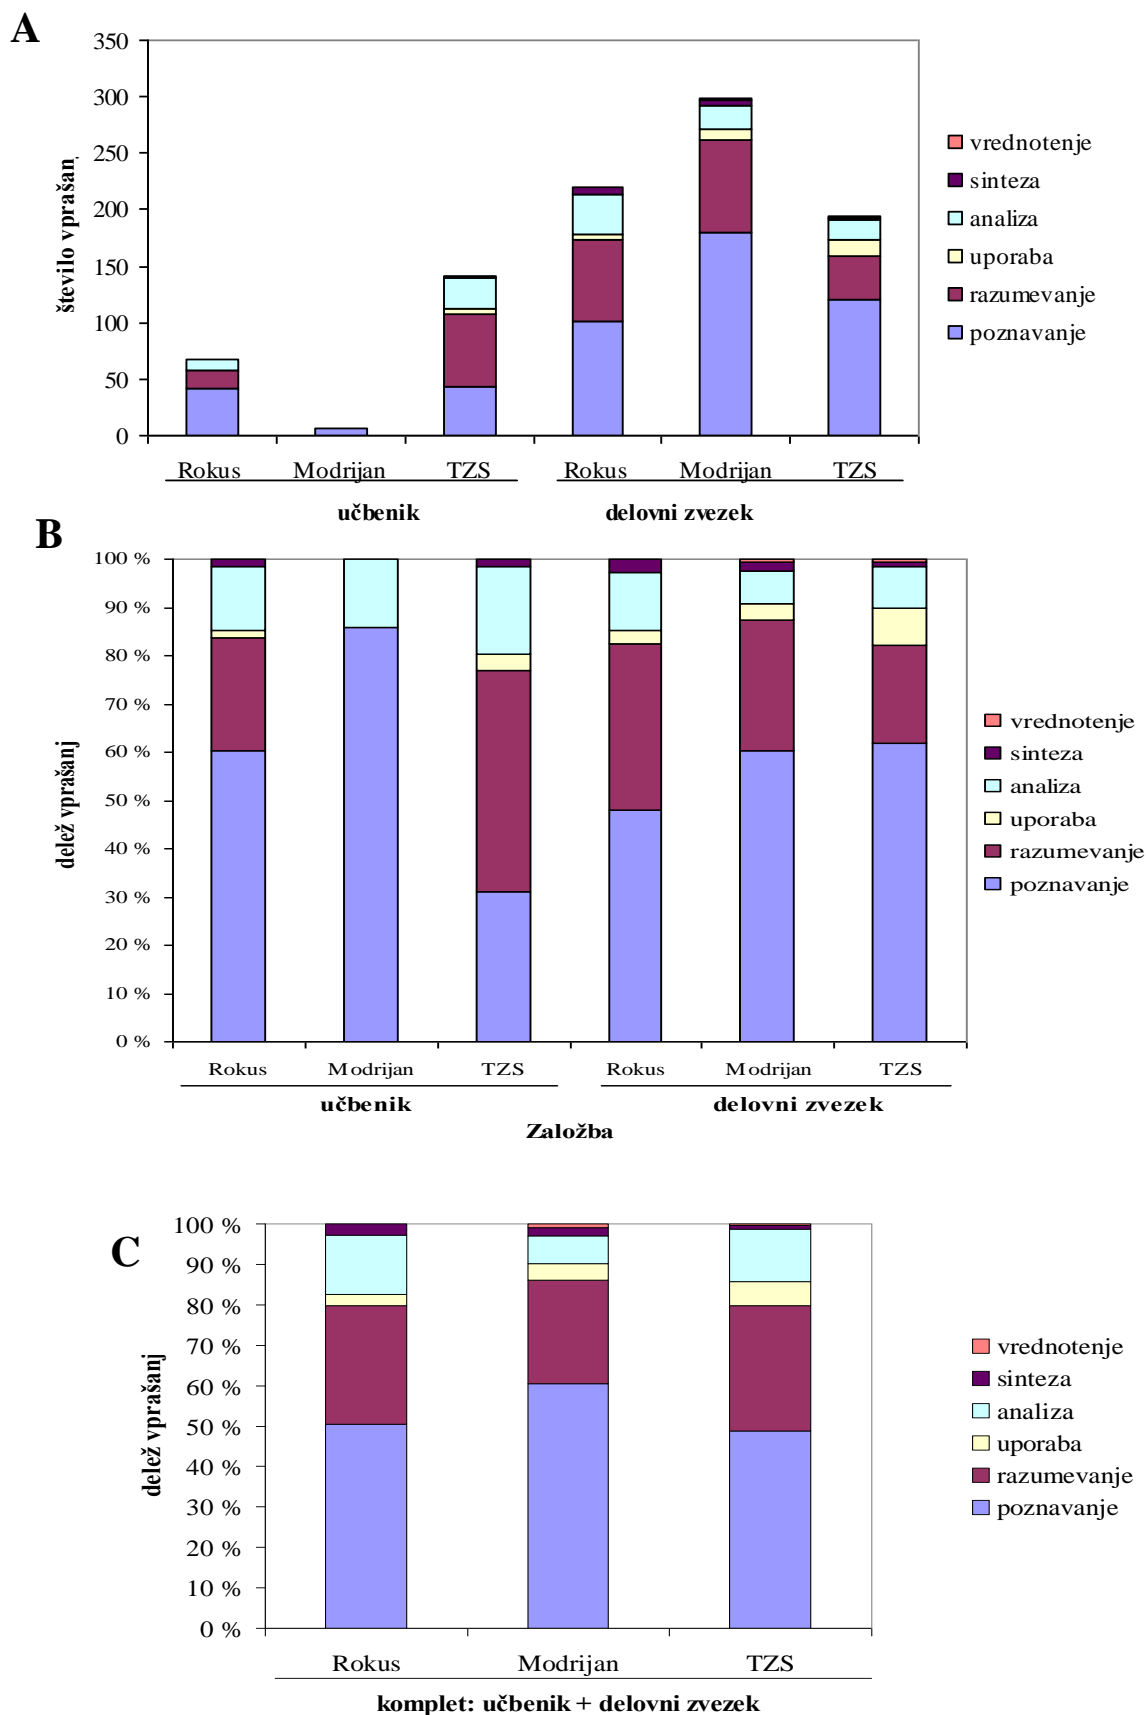 A
350
300
250
200
150
100
50
0
število vprašan
vrednotenje
sinteza
analiza
uporaba
razumevanje
poznavanje
Rokus Modrijan TZS Rokus Modrijan TZS
učbenik delovni zvezek
B
100 %
90 %
80 %
70 %
60 %
50 %
40 %
30 %
20 %
10 %
0 %
delež vprašanj
vrednotenje
sinteza
analiza
uporaba
razumevanje
poznavanje
Rokus Modrijan TZS Rokus Modrijan TZS
učbenik delovni zvezek
Založba
C
100 %
90 %
80 %
70 %
60 %
50 %
40 %
30 %
20 %
10 %
0 %
delež vprašanj
vrednotenje
sinteza
analiza
uporaba
razumevanje
poznavanje
Rokus Modrijan TZS
komplet: učbenik + delovni zvezek